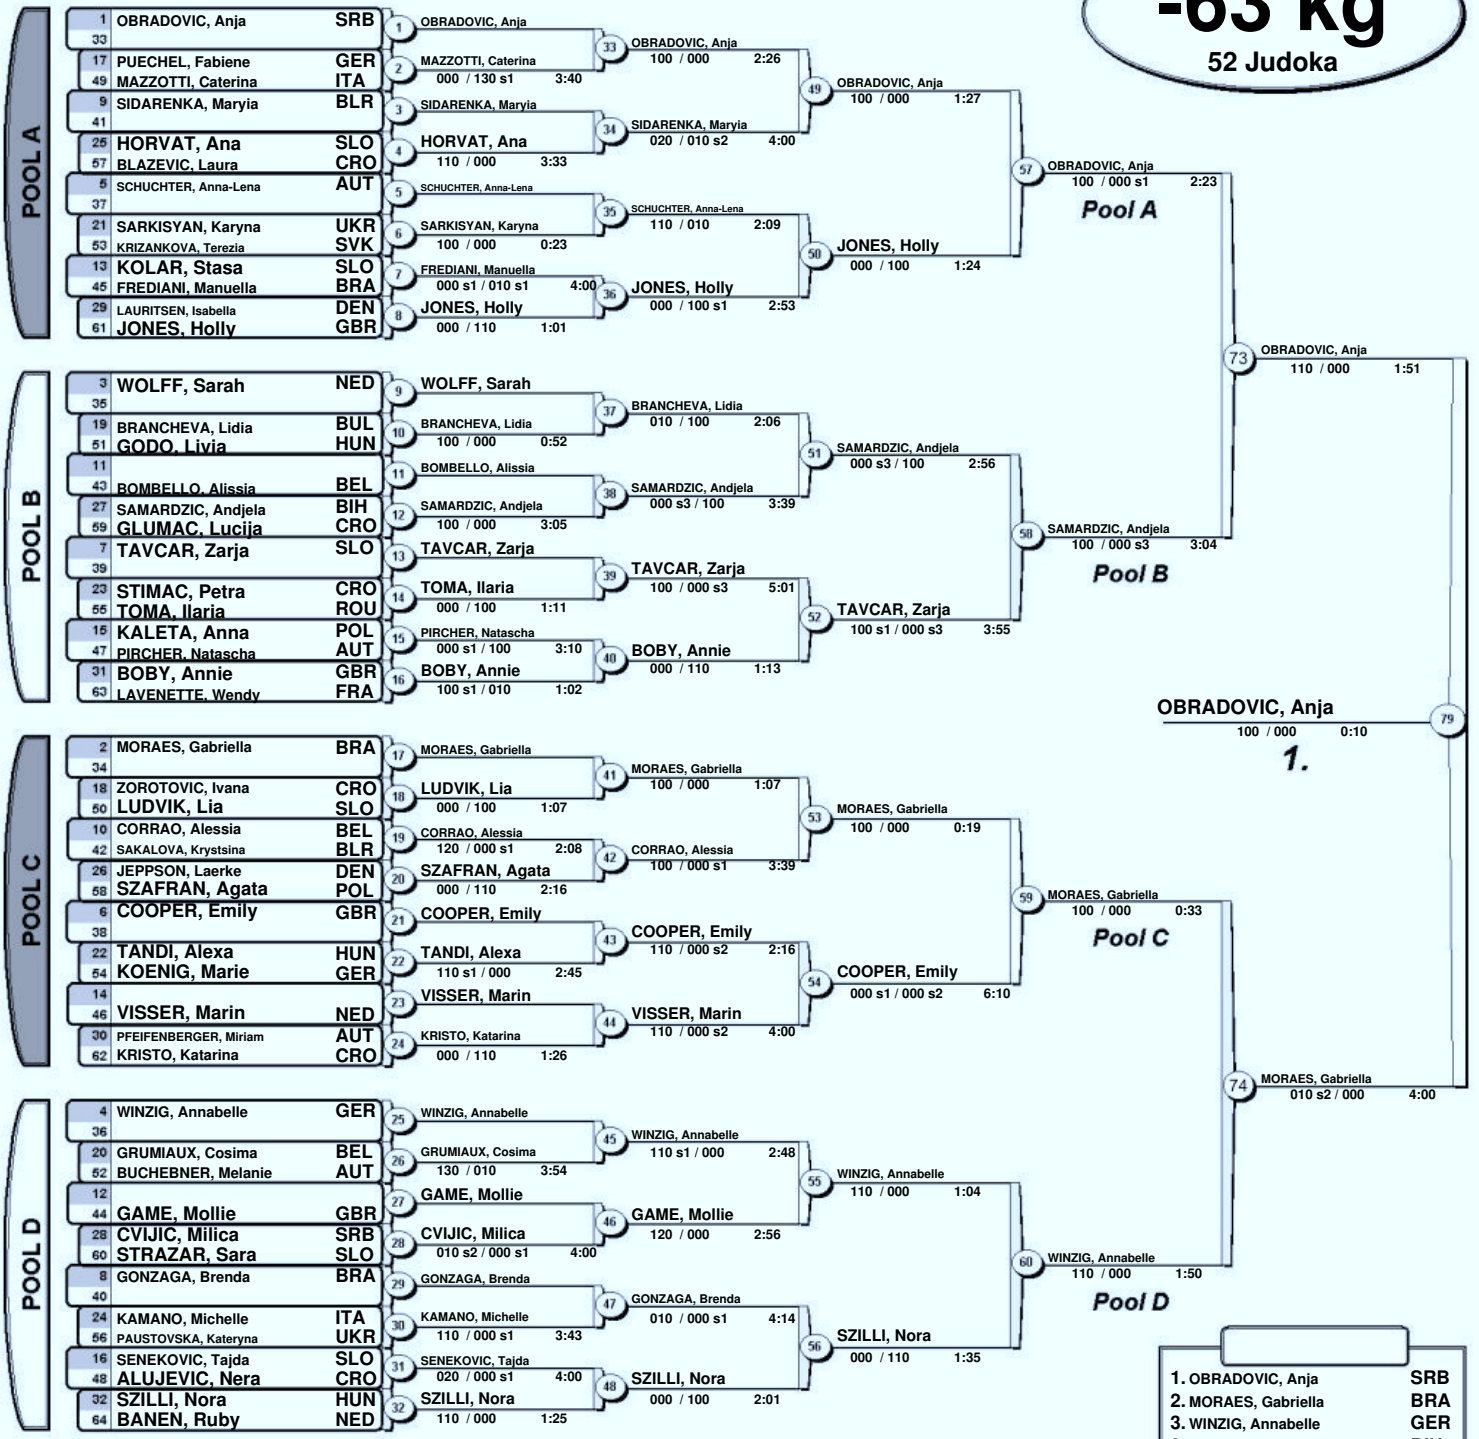 -63 kg
52 Judoka
POOL A
1 OBRADOVIC, Anja SRB
33
17 PUECHEL, Fabiene GER
49 MAZZOTTI, Caterina ITA
9 SIDARENKA, Maryia BLR
41
25 HORVAT, Ana SLO
57 BLAZEVIC, Laura CRO
5 SCHUCHTER, Anna-Lena AUT
37
21 SARKISYAN, Karyna UKR
53 KRIZANKOVA, Terezia SVK
13 KOLAR, Stasa SLO
45 FREDIANI, Manuella BRA
29 LAURITSEN, Isabella DEN
61 JONES, Holly GBR
1 OBRADOVIC, Anja
2 MAZZOTTI, Caterina
000 / 130 s1 3:40
3 SIDARENKA, Maryia
4 HORVAT, Ana
110 / 000 3:33
5 SCHUCHTER, Anna-Lena
6 SARKISYAN, Karyna
100 / 000 0:23
7 FREDIANI, Manuella
000 s1 / 010 s1 4:00
8 JONES, Holly
000 / 110 1:01
33 OBRADOVIC, Anja
100 / 000 2:26
34 SIDARENKA, Maryia
020 / 010 s2 4:00
35 SCHUCHTER, Anna-Lena
110 / 010 2:09
36 JONES, Holly
000 / 100 s1 2:53
49 OBRADOVIC, Anja
100 / 000 1:27
50 JONES, Holly
000 / 100 1:24
57 OBRADOVIC, Anja
100 / 000 s1 2:23
Pool A
POOL B
3 WOLFF, Sarah NED
35
19 BRANCHEVA, Lidia BUL
51 GODO, Livia HUN
11
43 BOMBELLO, Alissia BEL
27 SAMARDZIC, Andjela BIH
59 GLUMAC, Lucija CRO
7 TAVCAR, Zarja SLO
39
23 STIMAC, Petra CRO
55 TOMA, Ilaria ROU
15 KALETA, Anna POL
47 PIRCHER, Natascha AUT
31 BOBY, Annie GBR
63 LAVENETTE, Wendy FRA
9 WOLFF, Sarah
10 BRANCHEVA, Lidia
100 / 000 0:52
11 BOMBELLO, Alissia
12 SAMARDZIC, Andjela
100 / 000 3:05
13 TAVCAR, Zarja
14 TOMA, Ilaria
000 / 100 1:11
15 PIRCHER, Natascha
000 s1 / 100 3:10
16 BOBY, Annie
100 s1 / 010 1:02
37 BRANCHEVA, Lidia
010 / 100 2:06
38 SAMARDZIC, Andjela
000 s3 / 100 3:39
39 TAVCAR, Zarja
100 / 000 s3 5:01
40 BOBY, Annie
000 / 110 1:13
51 SAMARDZIC, Andjela
000 s3 / 100 2:56
52 TAVCAR, Zarja
100 s1 / 000 s3 3:55
58 SAMARDZIC, Andjela
100 / 000 s3 3:04
Pool B
73 OBRADOVIC, Anja
110 / 000 1:51
OBRADOVIC, Anja 79
100 / 000 0:10
1.
POOL C
2 MORAES, Gabriella BRA
34
18 ZOROTOVIC, Ivana CRO
50 LUDVIK, Lia SLO
10 CORRAO, Alessia BEL
42 SAKALOVA, Krystsina BLR
26 JEPPSON, Laerke DEN
58 SZAFRAN, Agata POL
6 COOPER, Emily GBR
38
22 TANDI, Alexa HUN
54 KOENIG, Marie GER
14
46 VISSER, Marin NED
30 PFEIFENBERGER, Miriam AUT
62 KRISTO, Katarina CRO
17 MORAES, Gabriella
18 LUDVIK, Lia
000 / 100 1:07
19 CORRAO, Alessia
120 / 000 s1 2:08
20 SZAFRAN, Agata
000 / 110 2:16
21 COOPER, Emily
22 TANDI, Alexa
110 s1 / 000 2:45
23 VISSER, Marin
24 KRISTO, Katarina
000 / 110 1:26
41 MORAES, Gabriella
100 / 000 1:07
42 CORRAO, Alessia
100 / 000 s1 3:39
43 COOPER, Emily
110 / 000 s2 2:16
44 VISSER, Marin
110 / 000 s2 4:00
53 MORAES, Gabriella
100 / 000 0:19
54 COOPER, Emily
000 s1 / 000 s2 6:10
59 MORAES, Gabriella
100 / 000 0:33
Pool C
74 MORAES, Gabriella
010 s2 / 000 4:00
POOL D
4 WINZIG, Annabelle GER
36
20 GRUMIAUX, Cosima BEL
52 BUCHEBNER, Melanie AUT
12
44 GAME, Mollie GBR
28 CVIJIC, Milica SRB
60 STRAZAR, Sara SLO
8 GONZAGA, Brenda BRA
40
24 KAMANO, Michelle ITA
56 PAUSTOVSKA, Kateryna UKR
16 SENEKOVIC, Tajda SLO
48 ALUJEVIC, Nera CRO
32 SZILLI, Nora HUN
64 BANEN, Ruby NED
25 WINZIG, Annabelle
26 GRUMIAUX, Cosima
130 / 010 3:54
27 GAME, Mollie
28 CVIJIC, Milica
010 s2 / 000 s1 4:00
29 GONZAGA, Brenda
30 KAMANO, Michelle
110 / 000 s1 3:43
31 SENEKOVIC, Tajda
020 / 000 s1 4:00
32 SZILLI, Nora
110 / 000 1:25
45 WINZIG, Annabelle
110 s1 / 000 2:48
46 GAME, Mollie
120 / 000 2:56
47 GONZAGA, Brenda
010 / 000 s1 4:14
48 SZILLI, Nora
000 / 100 2:01
55 WINZIG, Annabelle
110 / 000 1:04
56 SZILLI, Nora
000 / 110 1:35
60 WINZIG, Annabelle
110 / 000 1:50
Pool D
1. OBRADOVIC, Anja SRB
2. MORAES, Gabriella BRA
3. WINZIG, Annabelle GER